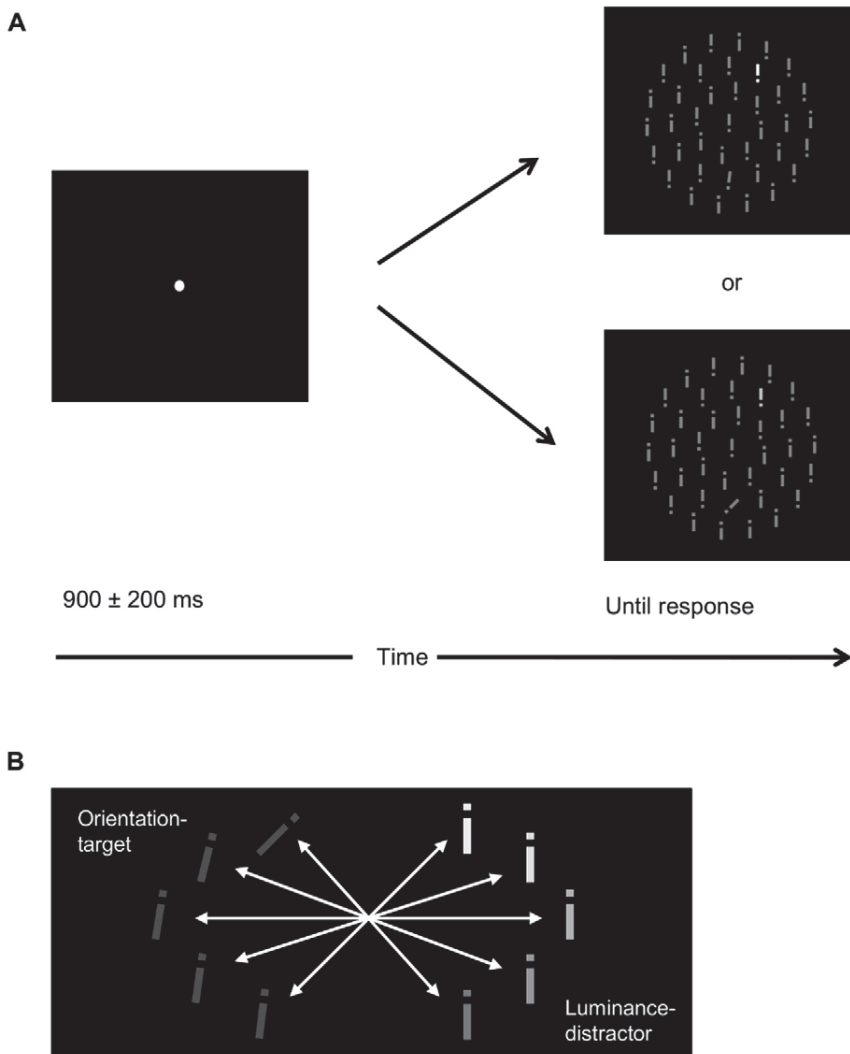 A
or
900 ± 200 ms
Until response
Time
B
Orientation-
target
Luminance-
distractor